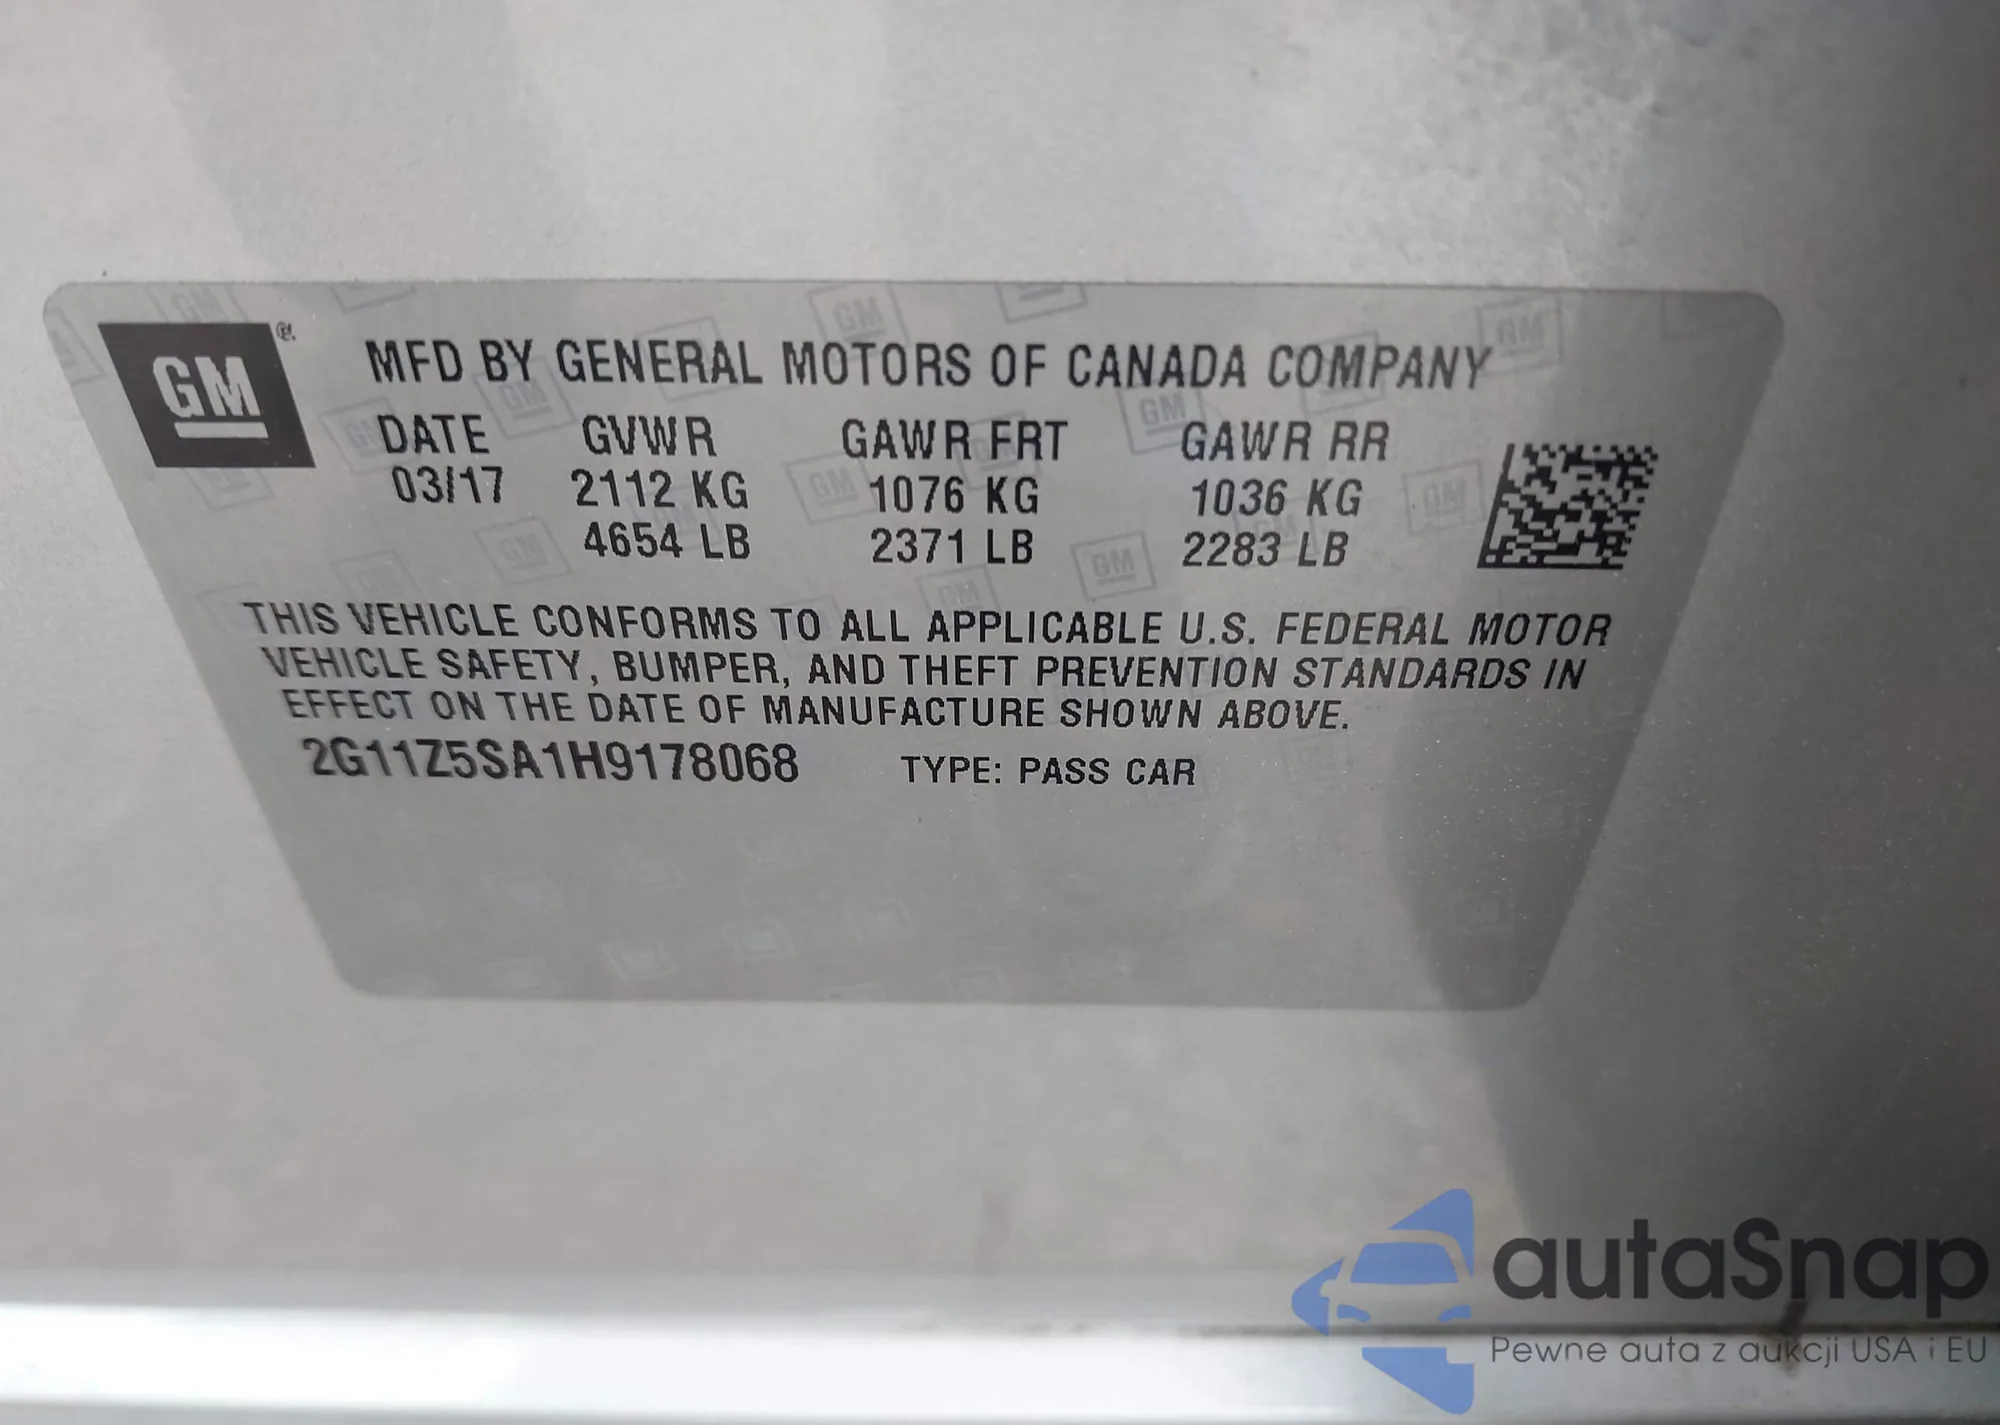 GM
MFD BY GENERAL MOTORS OF CANADA COMPANY
DATE GVWR GAWR FRT GAWR RR
03/17 2112 KG 1076 KG 1036 KG
4654 LB 2371 LB 2283 LB
THIS VEHICLE CONFORMS TO ALL APPLICABLE U.S. FEDERAL MOTOR
VEHICLE SAFETY, BUMPER, AND THEFT PREVENTION STANDARDS IN
EFFECT ON THE DATE OF MANUFACTURE SHOWN ABOVE.
2G11Z5SA1H9178068 TYPE: PASS CAR
autaSnap
Pewne auta z aukcji USA i EU